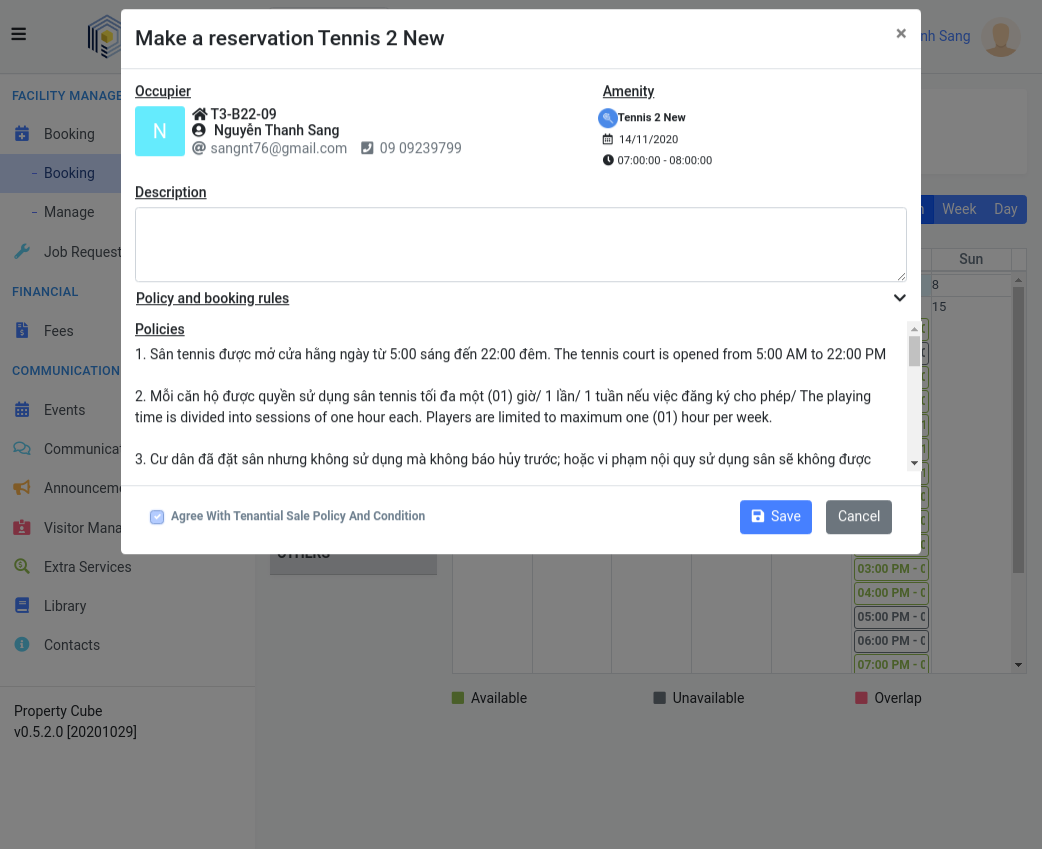 Make a reservation Tennis 2 New
×
nh Sang
Occupier
N
T3-B22-09
Nguyễn Thanh Sang
sangnt76@gmail.com 09 09239799
Amenity
Tennis 2 New
14/11/2020
07:00:00 - 08:00:00
Description
Policy and booking rules
Policies
1. Sân tennis được mở cửa hằng ngày từ 5:00 sáng đến 22:00 đêm. The tennis court is opened from 5:00 AM to 22:00 PM
2. Mỗi căn hộ được quyền sử dụng sân tennis tối đa một (01) giờ/ 1 lần/ 1 tuần nếu việc đăng ký cho phép/ The playing
time is divided into sessions of one hour each. Players are limited to maximum one (01) hour per week.
3. Cư dân đã đặt sân nhưng không sử dụng mà không báo hủy trước; hoặc vi phạm nội quy sử dụng sân sẽ không được
Agree With Tenantial Sale Policy And Condition
Save
Cancel
FACILITY MANAGE
Booking
Booking
Manage
Job Request
FINANCIAL
Fees
COMMUNICATION
Events
Communica
Announceme
Visitor Mana
Extra Services
Library
Contacts
Property Cube
v0.5.2.0 [20201029]
Week
Day
Sun
8
15
OTHERS
03:00 PM - 0
04:00 PM - 0
05:00 PM - 0
06:00 PM - 0
07:00 PM - 0
Available
Unavailable
Overlap